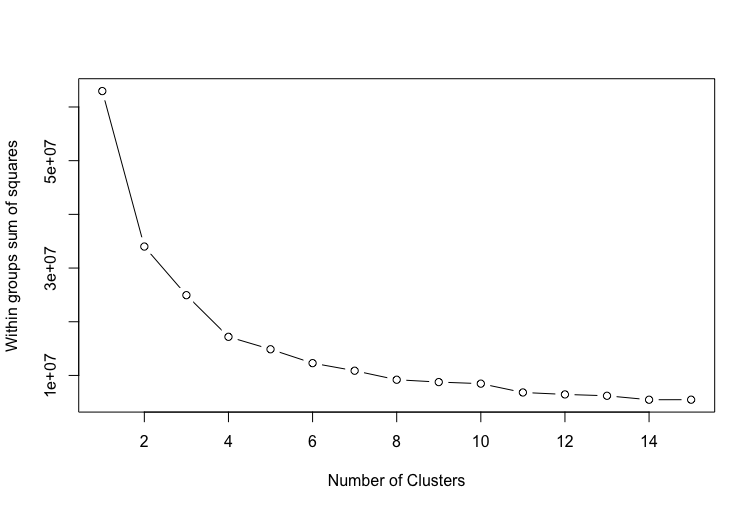 Within groups sum of squares
5e+07
3e+07
1e+07
2 4 6 8 10 12 14
Number of Clusters